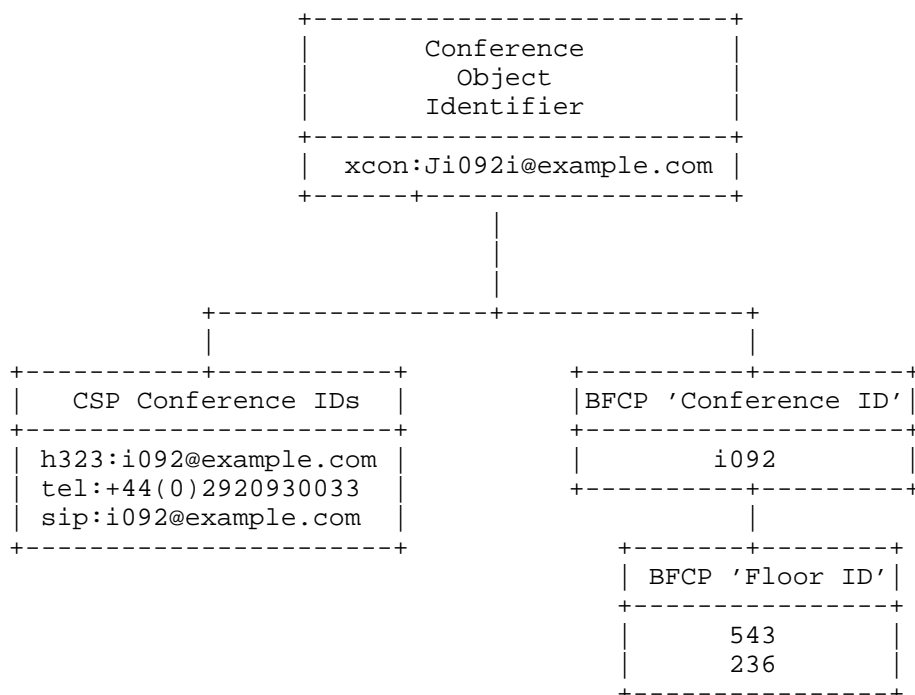 Conference
Object
Identifier
xcon:Ji092i@example.com
CSP Conference IDs
h323:i092@example.com
tel:+44(0)2920930033
sip:i092@example.com
BFCP ’Conference ID’
i092
BFCP ’Floor ID’
543
236